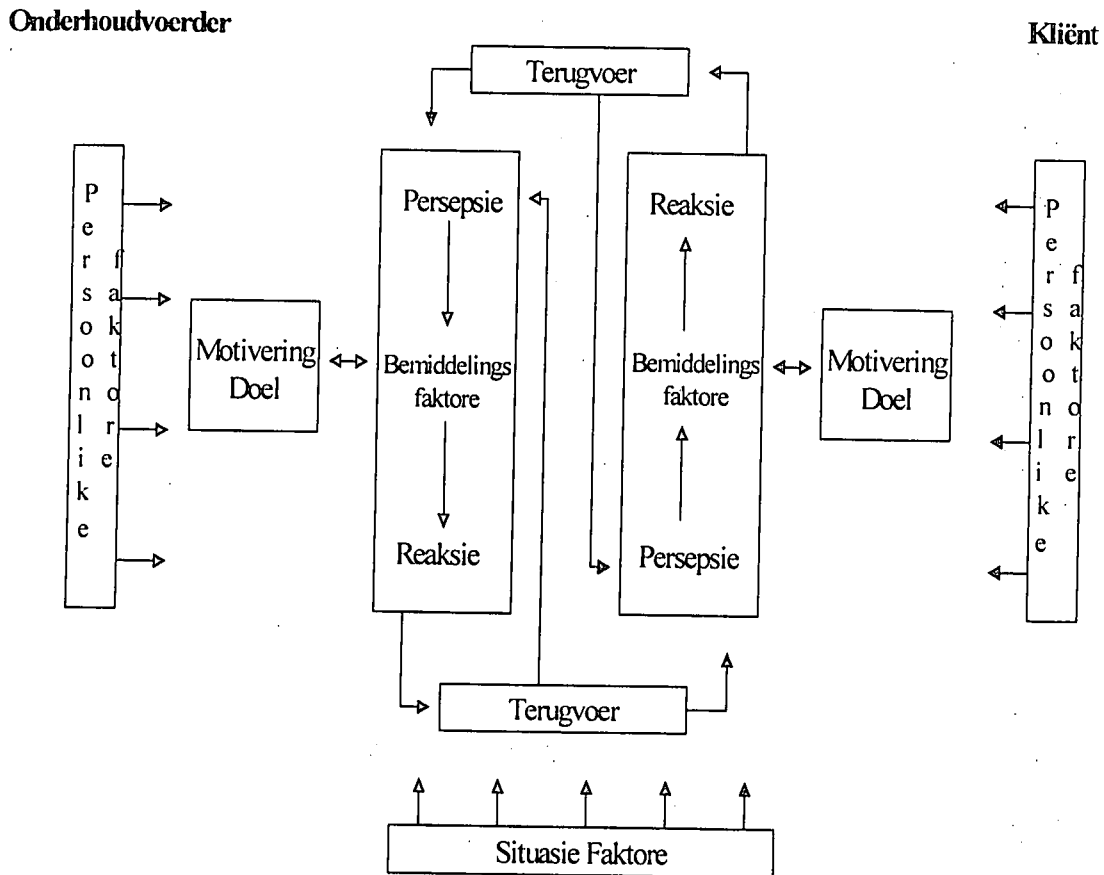 Onderhoudvoerder
Kliënt
Terugvoer
Persoonlike
faktore
Motivering
Doel
Persepsie
Bemiddelings
faktore
Reaksie
Reaksie
Bemiddelings
faktore
Persepsie
Motivering
Doel
Persoonlike
faktore
Terugvoer
Situasie Faktore